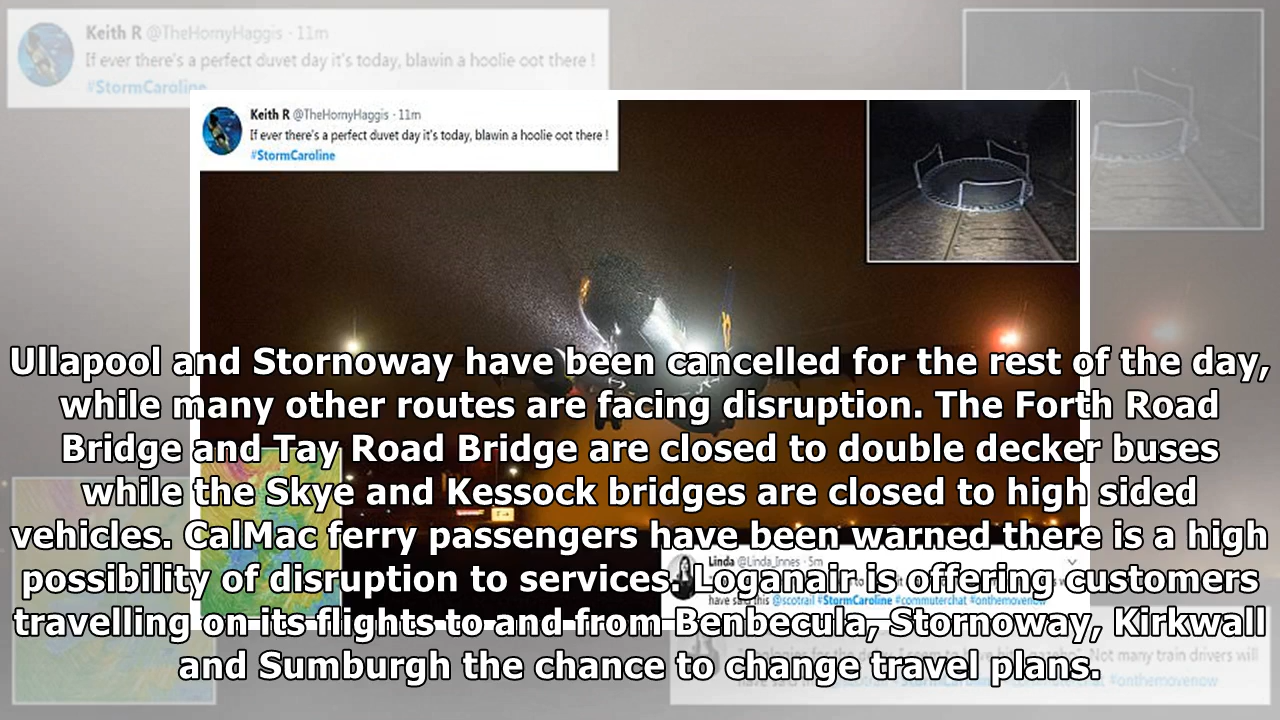 Keith R @TheHornyHaggis · 11m
If ever there's a perfect duvet day it's today, blawin a hoolie oot there !
#StormCaroline
Keith R @TheHornyHaggis · 11m
If ever there's a perfect duvet day it's today, blawin a hoolie oot there !
#StormCaroline
Ullapool and Stornoway have been cancelled for the rest of the day,
while many other routes are facing disruption. The Forth Road
Bridge and Tay Road Bridge are closed to double decker buses
while the Skye and Kessock bridges are closed to high sided
vehicles. CalMac ferry passengers have been warned there is a high
possibility of disruption to services. Loganair is offering customers
travelling on its flights to and from Benbecula, Stornoway, Kirkwall
and Sumburgh the chance to change travel plans.
Linda @Linda_Innes · 5m
have said this @scotrail #StormCaroline #commuterchat #onthemovenow
Not many train drivers will
#onthemovenow